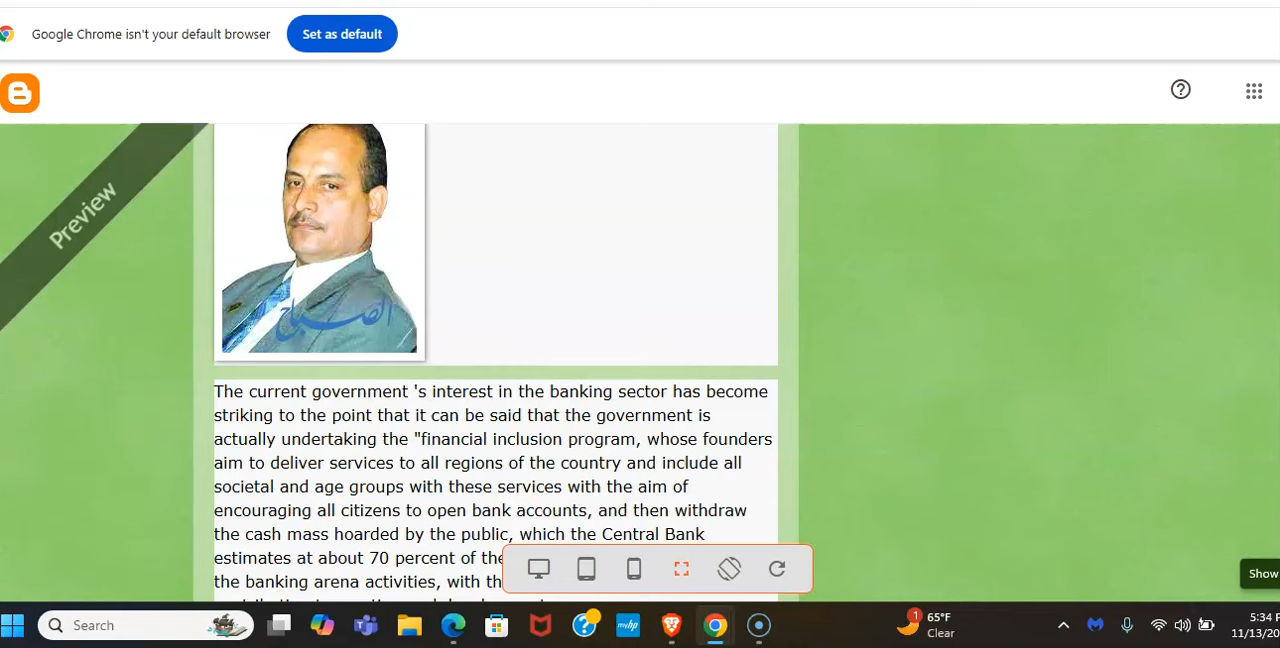 Google Chrome isn't your default browser
Set as default
Preview
الصباح
The current government 's interest in the banking sector has become
striking to the point that it can be said that the government is
actually undertaking the "financial inclusion program, whose founders
aim to deliver services to all regions of the country and include all
societal and age groups with these services with the aim of
encouraging all citizens to open bank accounts, and then withdraw
the cash mass hoarded by the public, which the Central Bank
estimates at about 70 percent of the
the banking arena activities, with th
Show
Search
myhp
1
65°F
Clear
5:34 P
11/13/20